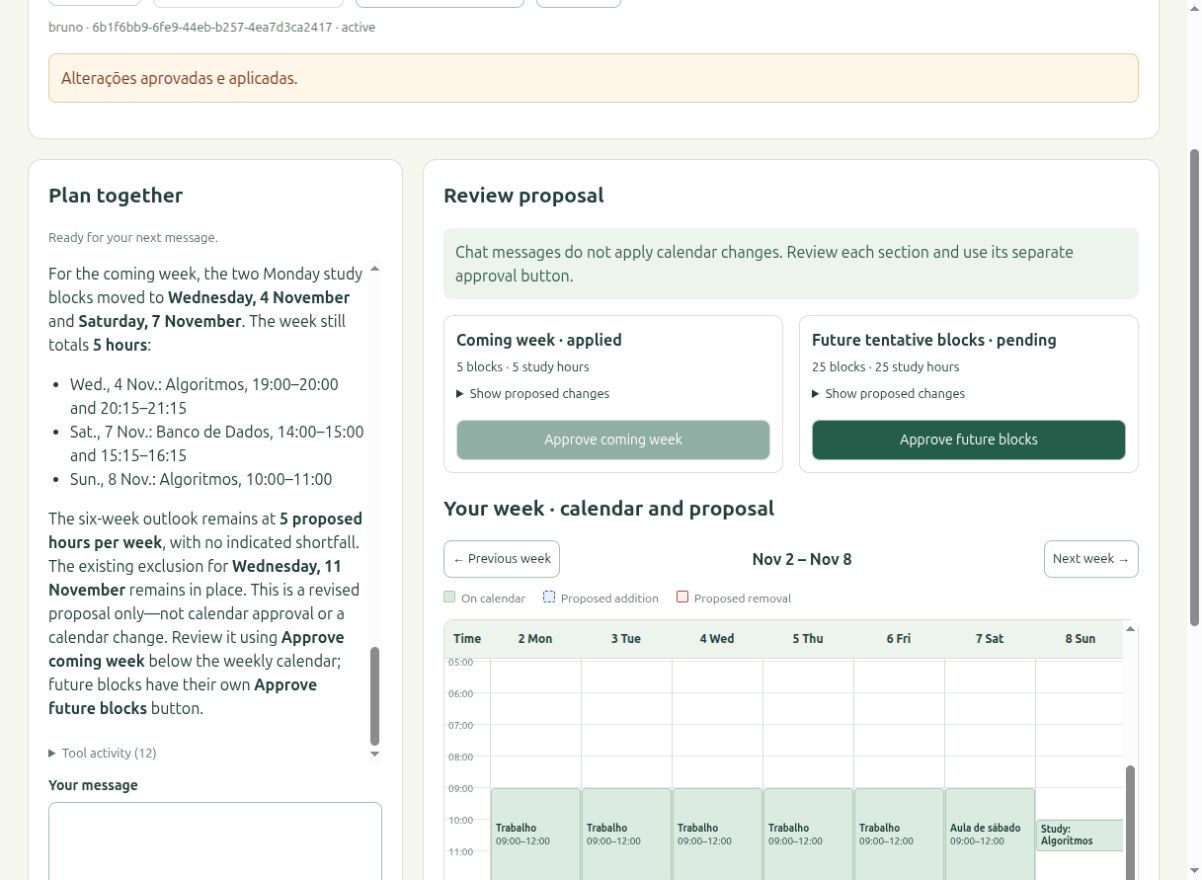 bruno · 6b1f6bb9-6fe9-44eb-b257-4ea7d3ca2417 · active
Alterações aprovadas e aplicadas.
Plan together
Ready for your next message.
For the coming week, the two Monday study
blocks moved to Wednesday, 4 November
and Saturday, 7 November. The week still
totals 5 hours:
• Wed., 4 Nov.: Algoritmos, 19:00–20:00
and 20:15–21:15
• Sat., 7 Nov.: Banco de Dados, 14:00–15:00
and 15:15–16:15
• Sun., 8 Nov.: Algoritmos, 10:00–11:00
The six-week outlook remains at 5 proposed
hours per week, with no indicated shortfall.
The existing exclusion for Wednesday, 11
November remains in place. This is a revised
proposal only—not calendar approval or a
calendar change. Review it using Approve
coming week below the weekly calendar;
future blocks have their own Approve
future blocks button.
Tool activity (12)
Your message
Review proposal
Chat messages do not apply calendar changes. Review each section and use its separate
approval button.
Coming week · applied
5 blocks · 5 study hours
Show proposed changes
Approve coming week
Future tentative blocks · pending
25 blocks · 25 study hours
Show proposed changes
Approve future blocks
Your week · calendar and proposal
← Previous week
Nov 2 – Nov 8
Next week →
On calendar
Proposed addition
Proposed removal
Time 2 Mon 3 Tue 4 Wed 5 Thu 6 Fri 7 Sat 8 Sun
05:00
06:00
07:00
08:00
09:00
10:00
11:00
Trabalho
09:00–12:00
Trabalho
09:00–12:00
Trabalho
09:00–12:00
Trabalho
09:00–12:00
Trabalho
09:00–12:00
Aula de sábado
09:00–12:00
Study:
Algoritmos